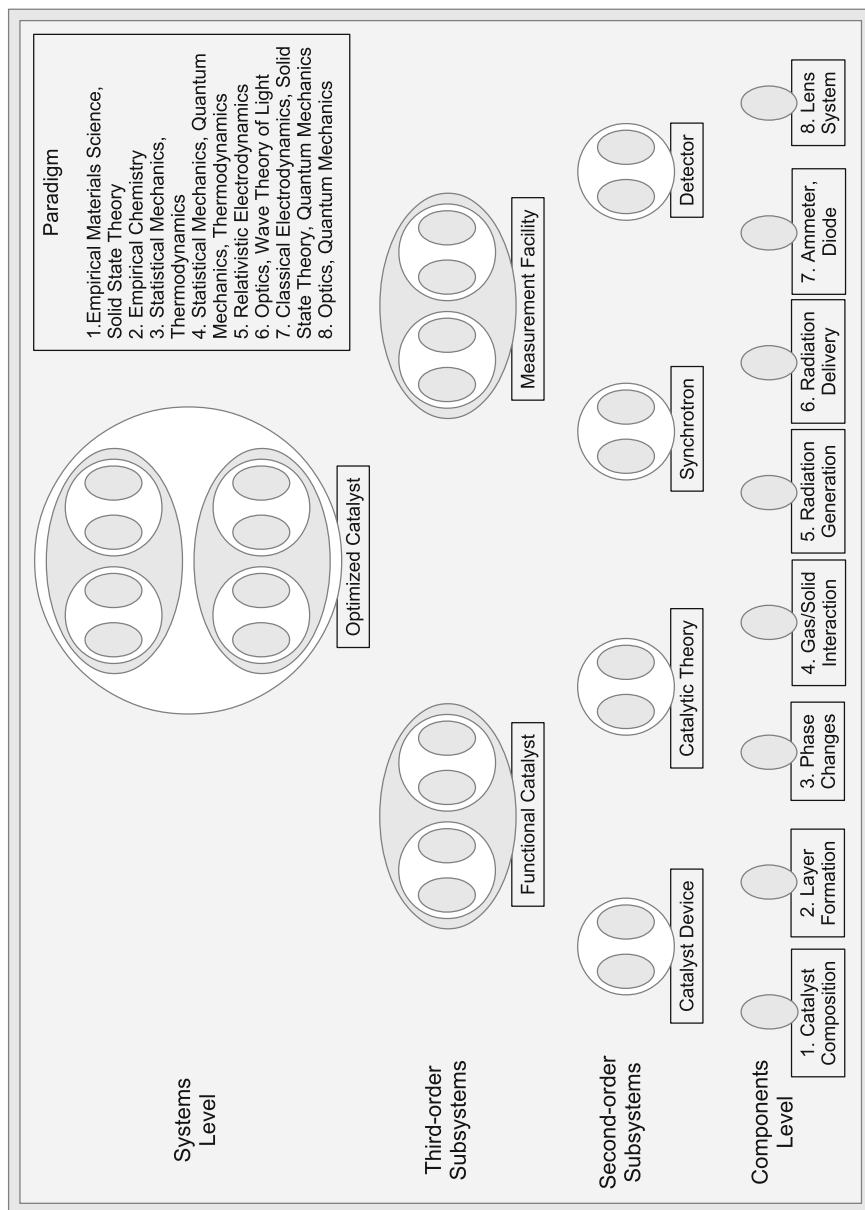 Paradigm
1.Empirical Materials Science,
Solid State Theory
2. Empirical Chemistry
3. Statistical Mechanics,
Thermodynamics
4. Statistical Mechanics, Quantum
Mechanics, Thermodynamics
5. Relativistic Electrodynamics
6. Optics, Wave Theory of Light
7. Classical Electrodynamics, Solid
State Theory, Quantum Mechanics
8. Optics, Quantum Mechanics
Systems
Level
Optimized Catalyst
Third-order
Subsystems
Functional Catalyst
Measurement Facility
Second-order
Subsystems
Catalyst Device
Catalytic Theory
Synchrotron
Detector
Components
Level
1. Catalyst
Composition
2. Layer
Formation
3. Phase
Changes
4. Gas/Solid
Interaction
5. Radiation
Generation
6. Radiation
Delivery
7. Ammeter,
Diode
8. Lens
System